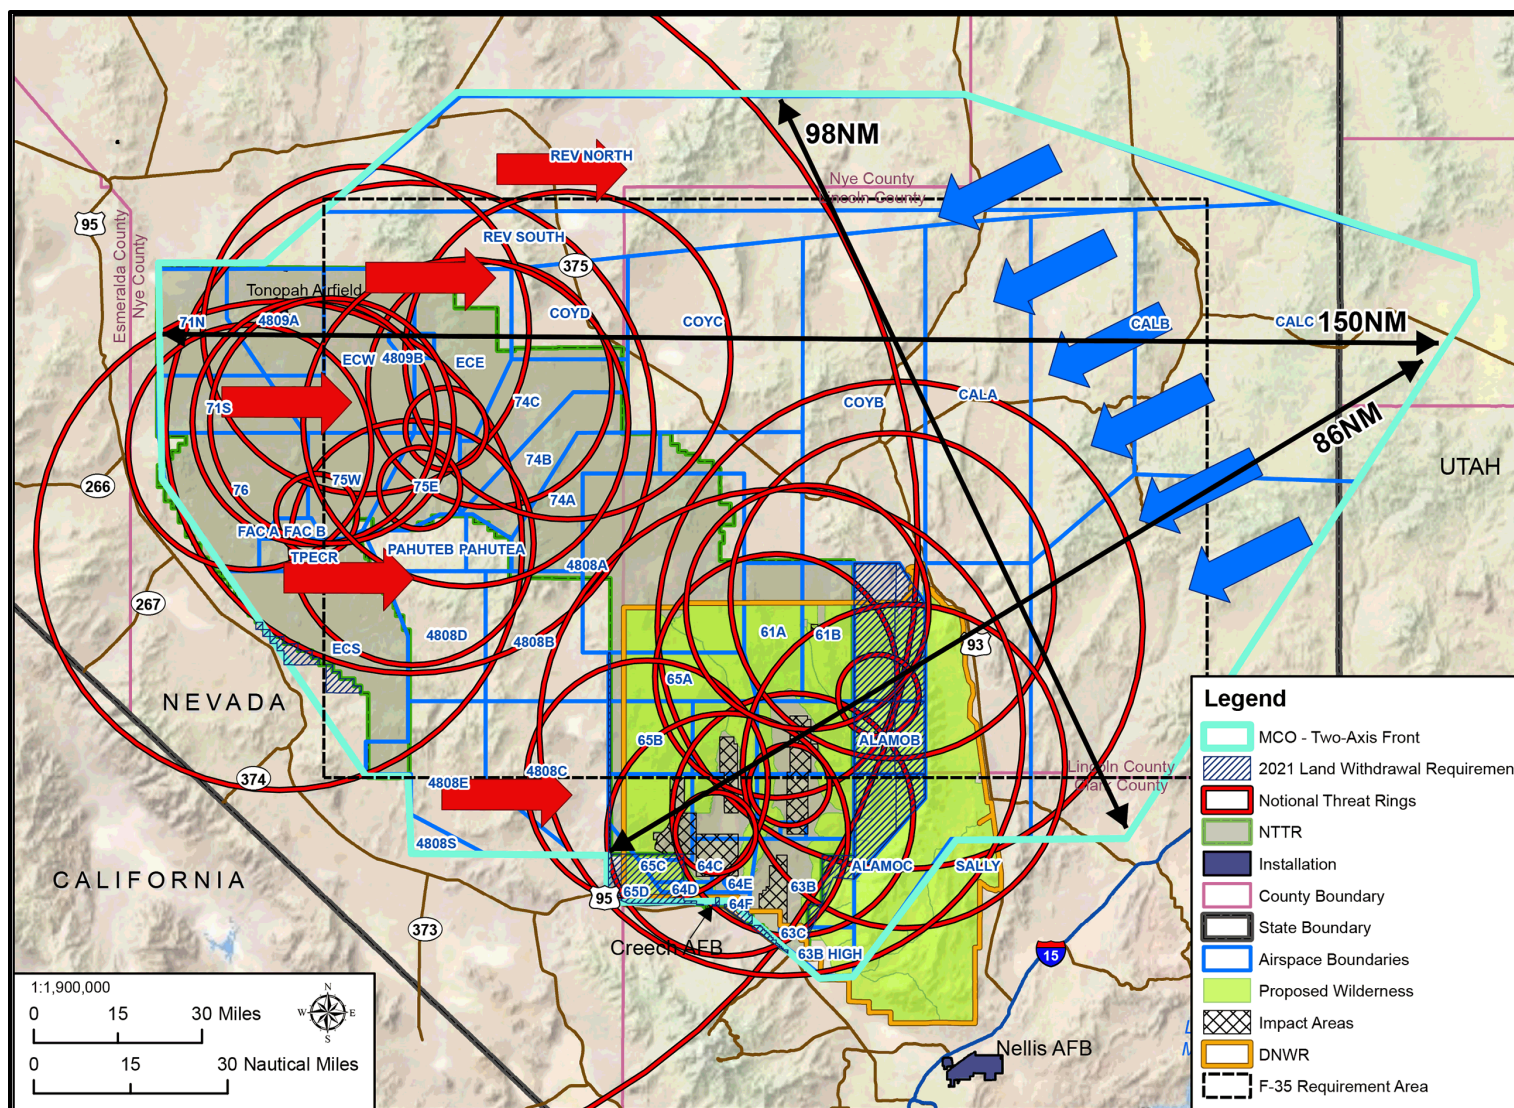 98NM
REV NORTH
Nye County
Lincoln County
95
Esmeralda County
Nye County
REV SOUTH
375
Tonopah Airfield
71N
4809A
COYD
COYC
CALB
CALC
150NM
ECW
4809B
ECE
74C
COYB
CALA
71S
86NM
UTAH
74B
266
76
75W
75E
74A
FAC A
FAC B
TPECR
PAHUTEB
PAHUTEA
4808A
267
4808D
4808B
ECS
61A
61B
93
65A
NEVADA
65B
ALAMOB
374
4808E
4808C
Lincoln County
Clark County
4808S
65C
64C
ALAMOC
SALLY
CALIFORNIA
65D
64D
64E
63B
95
64F
373
63C
Creech AFB
63B HIGH
15
Nellis AFB
1:1,900,000
0 15 30 Miles
0 15 30 Nautical Miles
N
W E
S
Legend
MCO - Two-Axis Front
2021 Land Withdrawal Requiremen
Notional Threat Rings
NTTR
Installation
County Boundary
State Boundary
Airspace Boundaries
Proposed Wilderness
Impact Areas
DNWR
F-35 Requirement Area